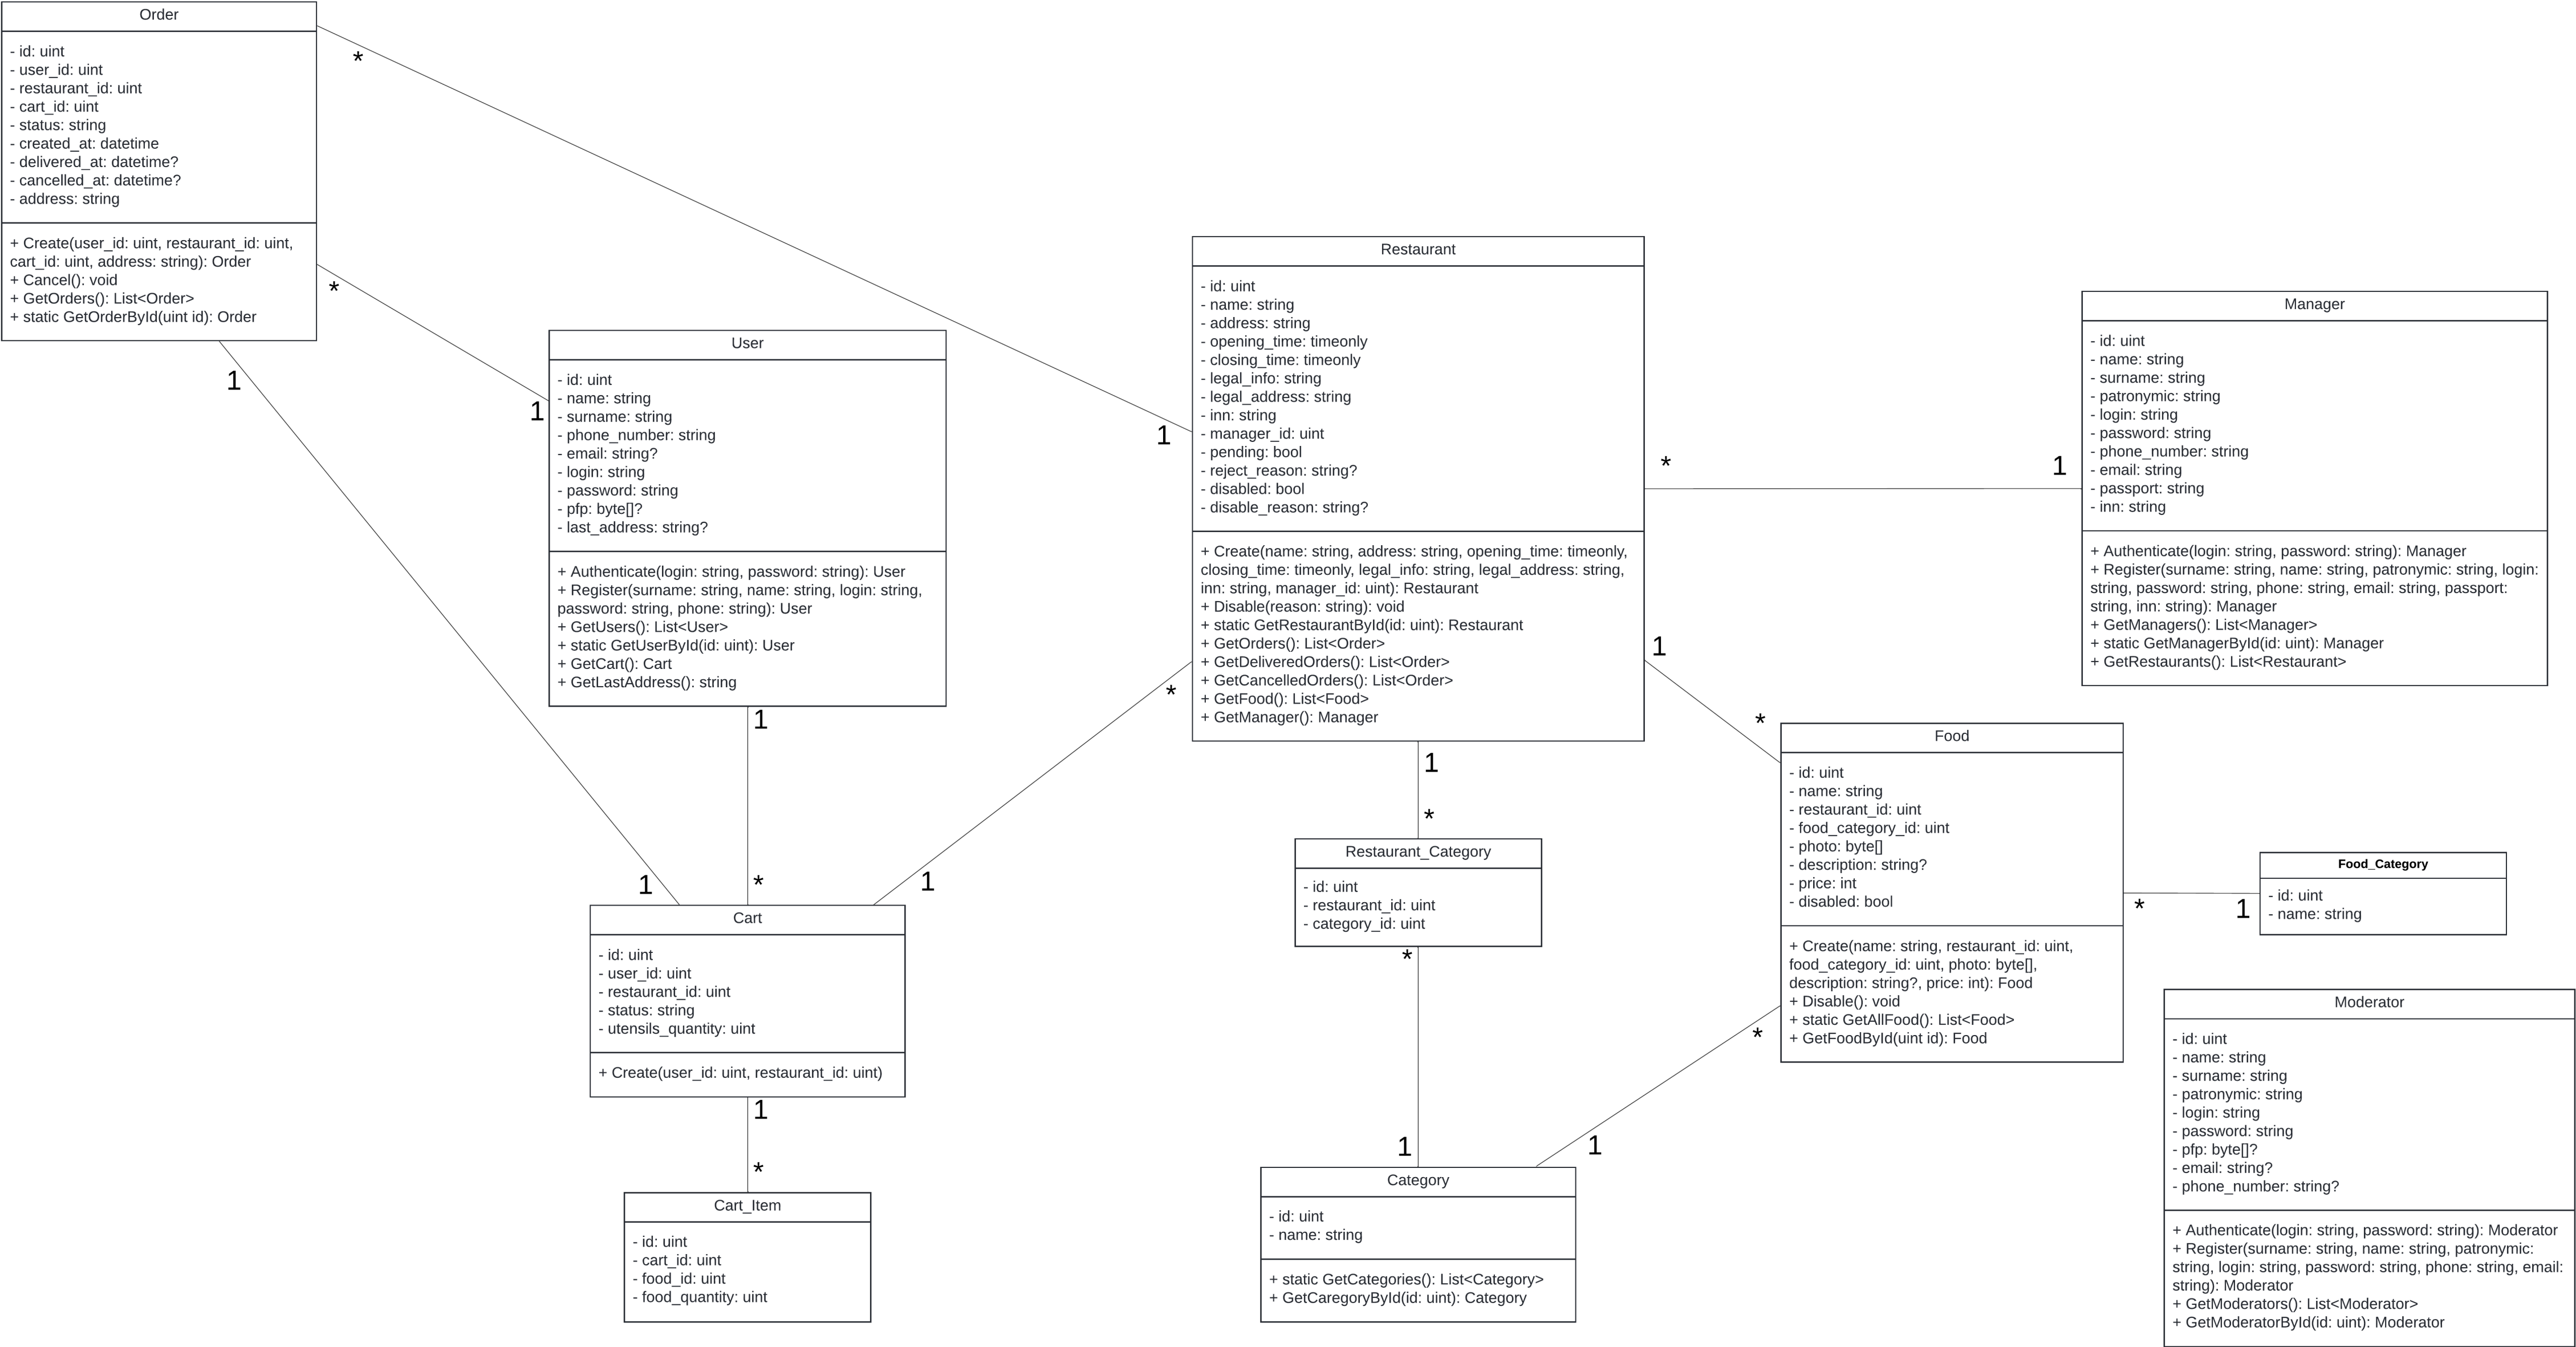 Order
- id: uint
- user_id: uint
- restaurant_id: uint
- cart_id: uint
- status: string
- created_at: datetime
- delivered_at: datetime?
- cancelled_at: datetime?
- address: string
+ Create(user_id: uint, restaurant_id: uint,
cart_id: uint, address: string): Order
+ Cancel(): void
+ GetOrders(): List<Order>
+ static GetOrderById(uint id): Order
*
*
1
1
User
- id: uint
- name: string
- surname: string
- phone_number: string
- email: string?
- login: string
- password: string
- pfp: byte[]?
- last_address: string?
+ Authenticate(login: string, password: string): User
+ Register(surname: string, name: string, login: string,
password: string, phone: string): User
+ GetUsers(): List<User>
+ static GetUserById(id: uint): User
+ GetCart(): Cart
+ GetLastAddress(): string
1
1
*
1
Cart
- id: uint
- user_id: uint
- restaurant_id: uint
- status: string
- utensils_quantity: uint
+ Create(user_id: uint, restaurant_id: uint)
1
*
Cart_Item
- id: uint
- cart_id: uint
- food_id: uint
- food_quantity: uint
1
*
Restaurant
- id: uint
- name: string
- address: string
- opening_time: timeonly
- closing_time: timeonly
- legal_info: string
- legal_address: string
- inn: string
- manager_id: uint
- pending: bool
- reject_reason: string?
- disabled: bool
- disable_reason: string?
+ Create(name: string, address: string, opening_time: timeonly,
closing_time: timeonly, legal_info: string, legal_address: string,
inn: string, manager_id: uint): Restaurant
+ Disable(reason: string): void
+ static GetRestaurantById(id: uint): Restaurant
+ GetOrders(): List<Order>
+ GetDeliveredOrders(): List<Order>
+ GetCancelledOrders(): List<Order>
+ GetFood(): List<Food>
+ GetManager(): Manager
1
*
Restaurant_Category
- id: uint
- restaurant_id: uint
- category_id: uint
*
1
1
Category
- id: uint
- name: string
+ static GetCategories(): List<Category>
+ GetCaregoryById(id: uint): Category
*
1
Manager
- id: uint
- name: string
- surname: string
- patronymic: string
- login: string
- password: string
- phone_number: string
- email: string
- passport: string
- inn: string
+ Authenticate(login: string, password: string): Manager
+ Register(surname: string, name: string, patronymic: string, login:
string, password: string, phone: string, email: string, passport:
string, inn: string): Manager
+ GetManagers(): List<Manager>
+ static GetManagerById(id: uint): Manager
+ GetRestaurants(): List<Restaurant>
1
*
Food
- id: uint
- name: string
- restaurant_id: uint
- food_category_id: uint
- photo: byte[]
- description: string?
- price: int
- disabled: bool
+ Create(name: string, restaurant_id: uint,
food_category_id: uint, photo: byte[],
description: string?, price: int): Food
+ Disable(): void
+ static GetAllFood(): List<Food>
+ GetFoodById(uint id): Food
*
*
1
Food_Category
- id: uint
- name: string
Moderator
- id: uint
- name: string
- surname: string
- patronymic: string
- login: string
- password: string
- pfp: byte[]?
- email: string?
- phone_number: string?
+ Authenticate(login: string, password: string): Moderator
+ Register(surname: string, name: string, patronymic:
string, login: string, password: string, phone: string, email:
string): Moderator
+ GetModerators(): List<Moderator>
+ GetModeratorById(id: uint): Moderator